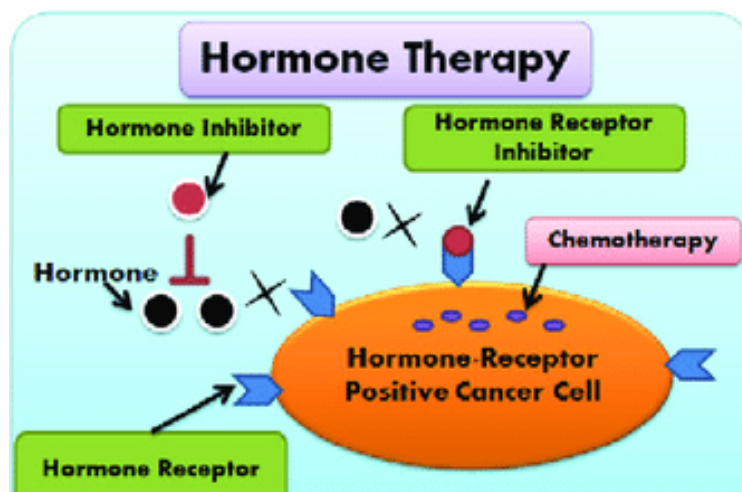 Hormone Therapy
Hormone Inhibitor
Hormone Receptor
Inhibitor
Chemotherapy
Hormone
Hormone-Receptor
Positive Cancer Cell
Hormone Receptor